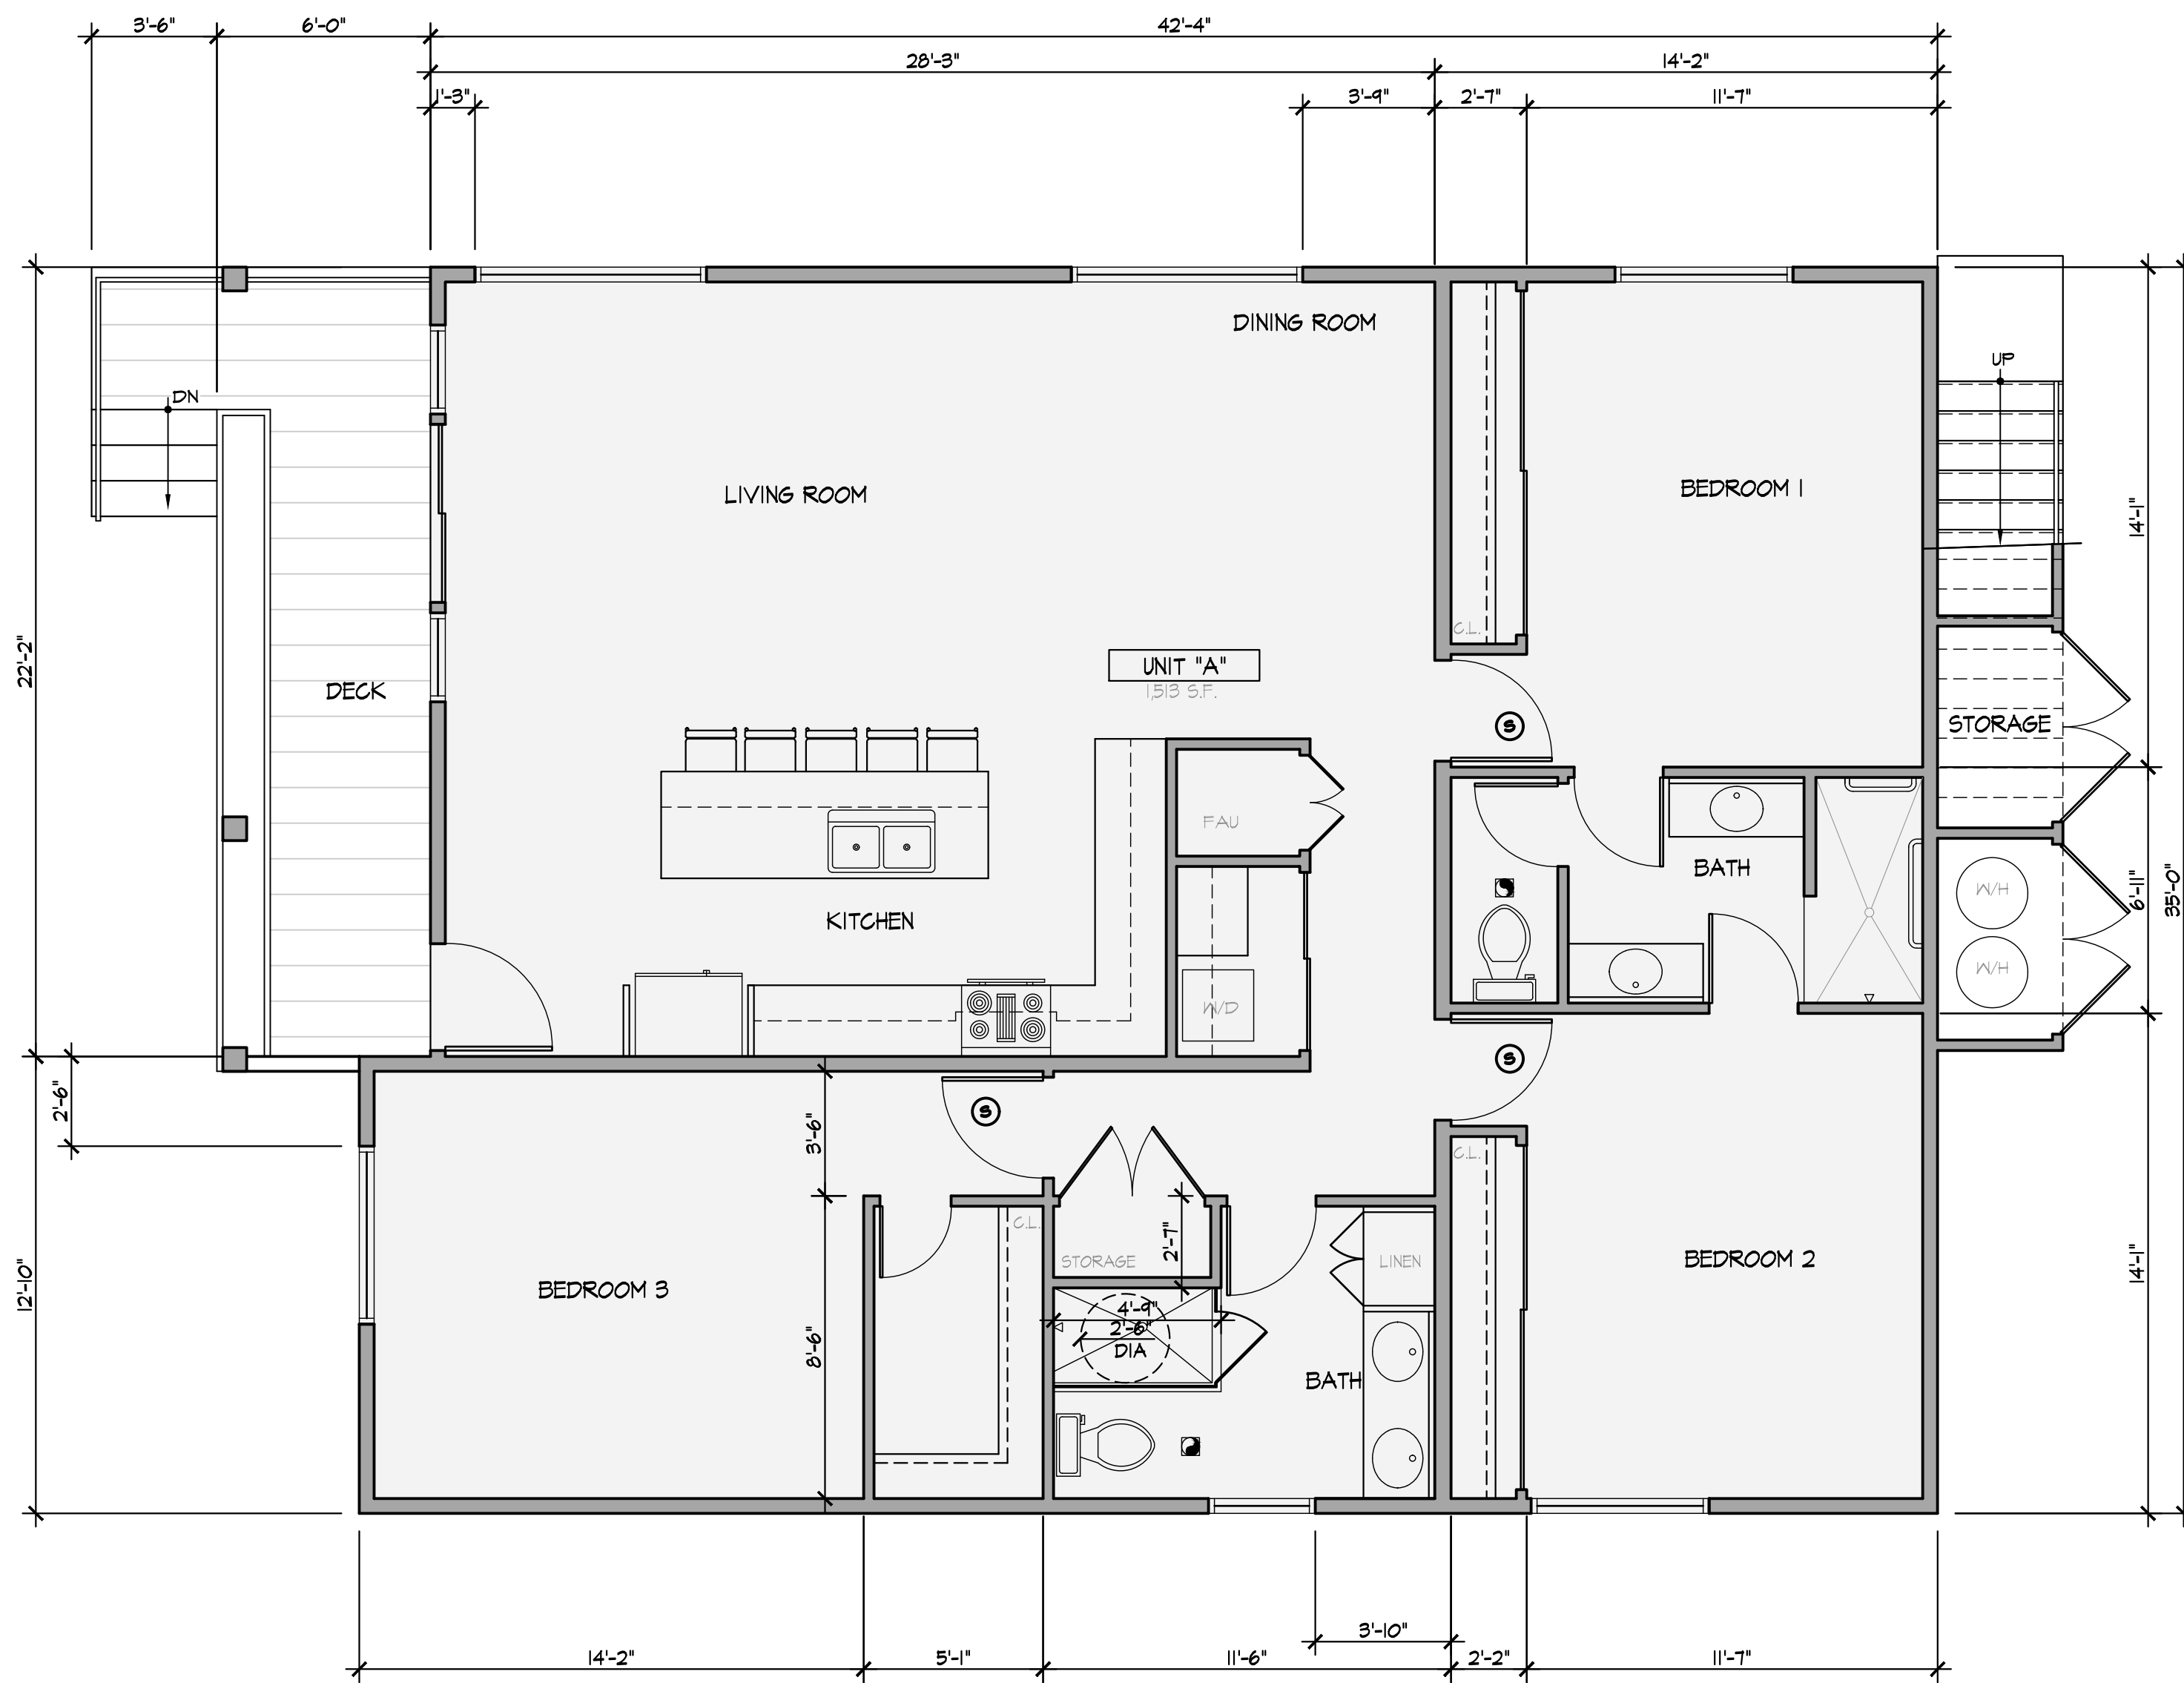 3'-6"
6'-0"
42'-4"
28'-3"
14'-2"
1'-3"
3'-9"
2'-7"
11'-7"
DINING ROOM
UP
DN
LIVING ROOM
BEDROOM 1
14'-1"
C.L.
22'-2"
DECK
UNIT "A"
1,513 S.F.
S
STORAGE
FAU
BATH
6'-11"
35'-0"
W/H
KITCHEN
W/H
W/D
S
2'-6"
S
3'-6"
C.L.
C.L.
2'-7"
STORAGE
LINEN
BEDROOM 2
14'-1"
12'-10"
BEDROOM 3
4'-9"
2'-6"
DIA
8'-6"
BATH
3'-10"
14'-2"
5'-1"
11'-6"
2'-2"
11'-7"